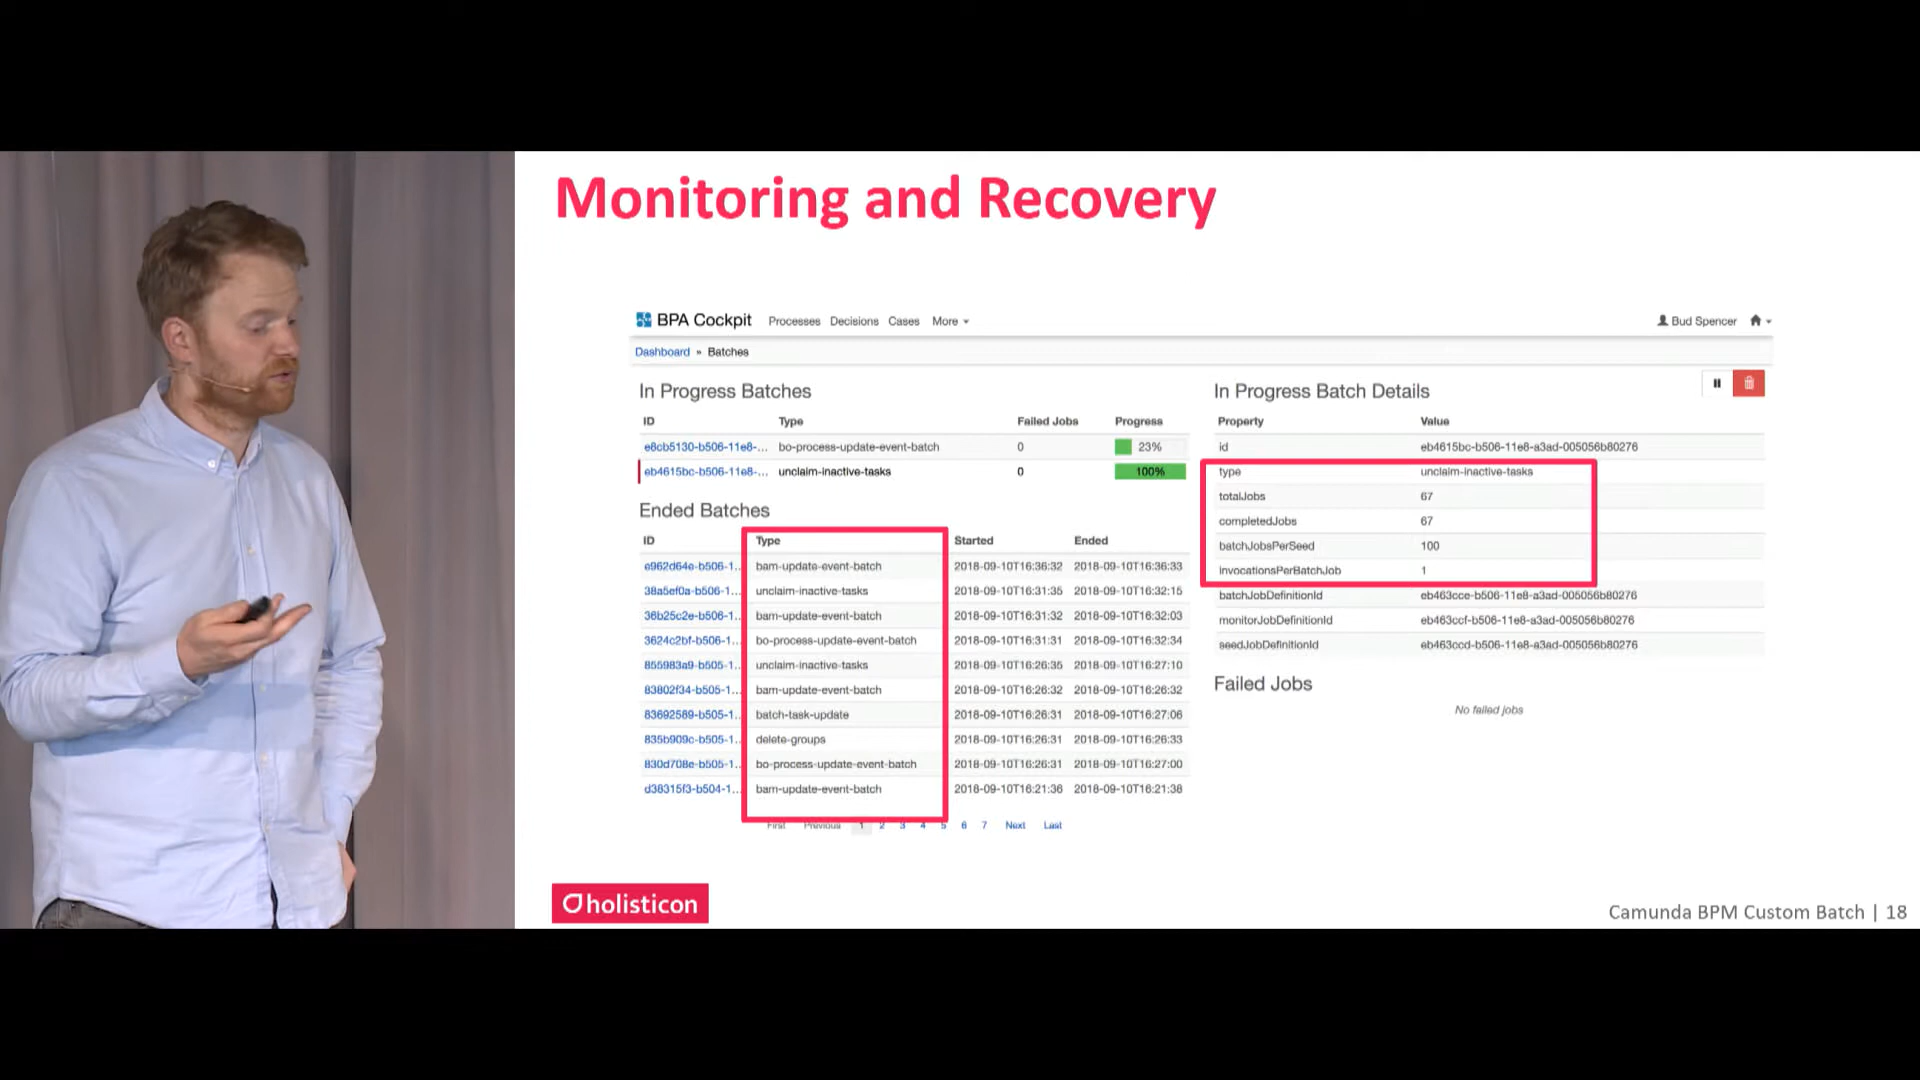 Monitoring and Recovery
BPA Cockpit Processes Decisions Cases More
Bud Spencer
Dashboard » Batches
In Progress Batches
ID Type Failed Jobs Progress
e8cb5130-b506-11e8-... bo-process-update-event-batch 0 23%
eb4615bc-b506-11e8-... unclaim-inactive-tasks 0 100%
Ended Batches
ID Type Started Ended
e962d64e-b506-1... bam-update-event-batch 2018-09-10T16:36:32 2018-09-10T16:36:33
38a5ef0a-b506-1... unclaim-inactive-tasks 2018-09-10T16:31:35 2018-09-10T16:32:15
36b25c2e-b506-1... bam-update-event-batch 2018-09-10T16:31:32 2018-09-10T16:32:03
3624c2bf-b506-1... bo-process-update-event-batch 2018-09-10T16:31:31 2018-09-10T16:32:34
855983a9-b505-1... unclaim-inactive-tasks 2018-09-10T16:26:35 2018-09-10T16:27:10
83802f34-b505-1... bam-update-event-batch 2018-09-10T16:26:32 2018-09-10T16:26:32
83692589-b505-1... batch-task-update 2018-09-10T16:26:31 2018-09-10T16:27:06
835b909c-b505-1... delete-groups 2018-09-10T16:26:31 2018-09-10T16:26:33
830d708e-b505-1... bo-process-update-event-batch 2018-09-10T16:26:31 2018-09-10T16:27:00
d38315f3-b504-1... bam-update-event-batch 2018-09-10T16:21:36 2018-09-10T16:21:38
First Previous 1 2 3 4 5 6 7 Next Last
In Progress Batch Details
Property Value
id eb4615bc-b506-11e8-a3ad-005056b80276
type unclaim-inactive-tasks
totalJobs 67
completedJobs 67
batchJobsPerSeed 100
invocationsPerBatchJob 1
batchJobDefinitionId eb463cce-b506-11e8-a3ad-005056b80276
monitorJobDefinitionId eb463ccf-b506-11e8-a3ad-005056b80276
seedJobDefinitionId eb463ccd-b506-11e8-a3ad-005056b80276
Failed Jobs
No failed jobs
holisticon
Camunda BPM Custom Batch | 18